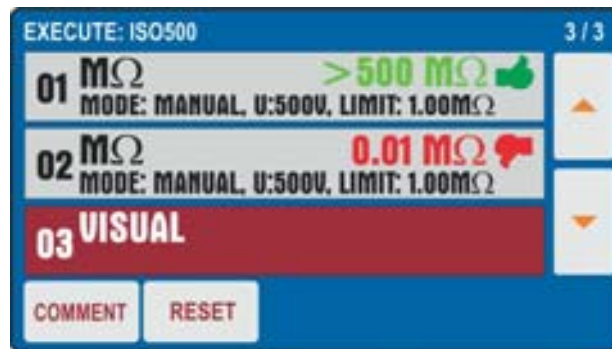 EXECUTE: ISO500 3/3
01 MΩ >500 MΩ
MODE: MANUAL, U:500V, LIMIT: 1.00MΩ
02 MΩ 0.01 MΩ
MODE: MANUAL, U:500V, LIMIT: 1.00MΩ
03 VISUAL
COMMENT RESET